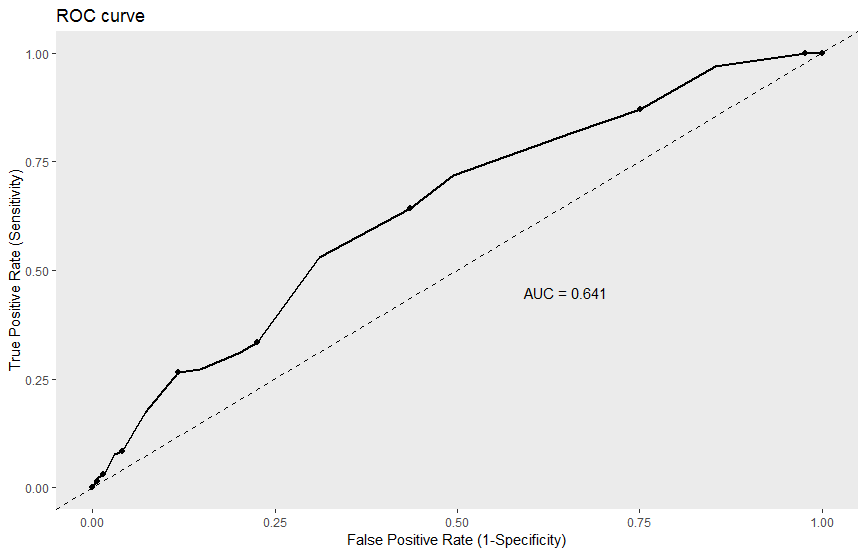 ROC curve
True Positive Rate (Sensitivity)
1.00
0.75
0.50
0.25
0.00
AUC = 0.641
0.00
0.25
0.50
0.75
1.00
False Positive Rate (1-Specificity)